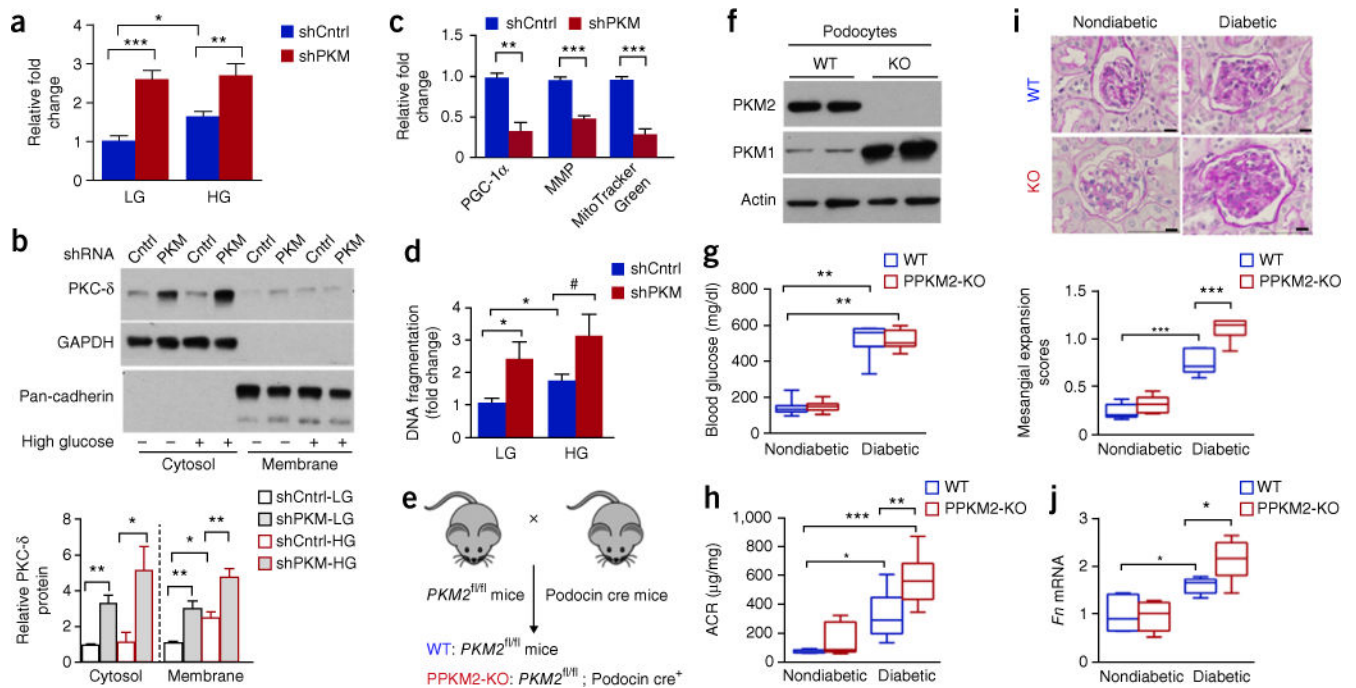 a
Relative fold
change
4
3
2
1
0
*
***
**
shCntrl
shPKM
LG
HG
b
shRNA
Cntrl
PKM
Cntrl
PKM
Cntrl
PKM
Cntrl
PKM
PKC-δ
GAPDH
Pan-cadherin
High glucose – – + + – – + +
Cytosol
Membrane
shCntrl-LG
shPKM-LG
shCntrl-HG
shPKM-HG
Relative PKC-δ
protein
8
6
4
2
0
**
*
**
*
**
Cytosol
Membrane
c
shCntrl
shPKM
Relative fold
change
1.5
1.0
0.5
0
**
***
***
PGC-1α
MMP
MitoTracker
Green
d
shCntrl
shPKM
DNA fragmentation
(fold change)
4
3
2
1
0
*
*
#
LG
HG
e
×
PKM2fl/fl mice
Podocin cre mice
WT: PKM2fl/fl mice
PPKM2-KO: PKM2fl/fl ; Podocin cre+
f
Podocytes
WT
KO
PKM2
PKM1
Actin
g
WT
PPKM2-KO
Blood glucose (mg/dl)
800
600
400
200
0
**
**
Nondiabetic
Diabetic
h
WT
PPKM2-KO
ACR (μg/mg)
1,000
800
600
400
200
0
***
**
*
Nondiabetic
Diabetic
i
Nondiabetic
Diabetic
WT
KO
WT
PPKM2-KO
Mesangial expansion
scores
1.5
1.0
0.5
0
***
***
Nondiabetic
Diabetic
j
WT
PPKM2-KO
Fn mRNA
3
2
1
0
*
*
Nondiabetic
Diabetic